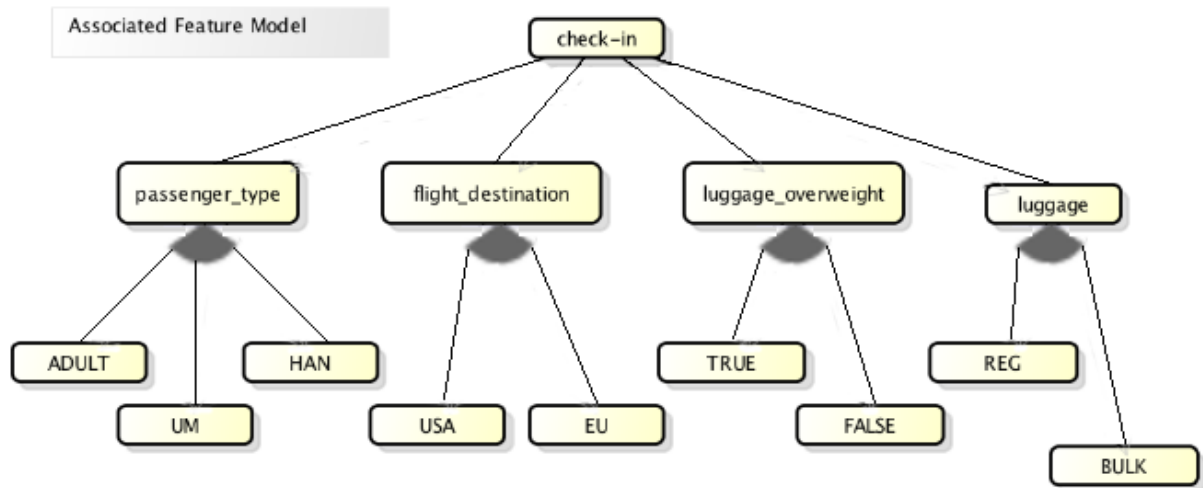 Associated Feature Model
check-in
passenger_type
flight_destination
luggage_overweight
luggage
ADULT
HAN
TRUE
REG
UM
USA
EU
FALSE
BULK